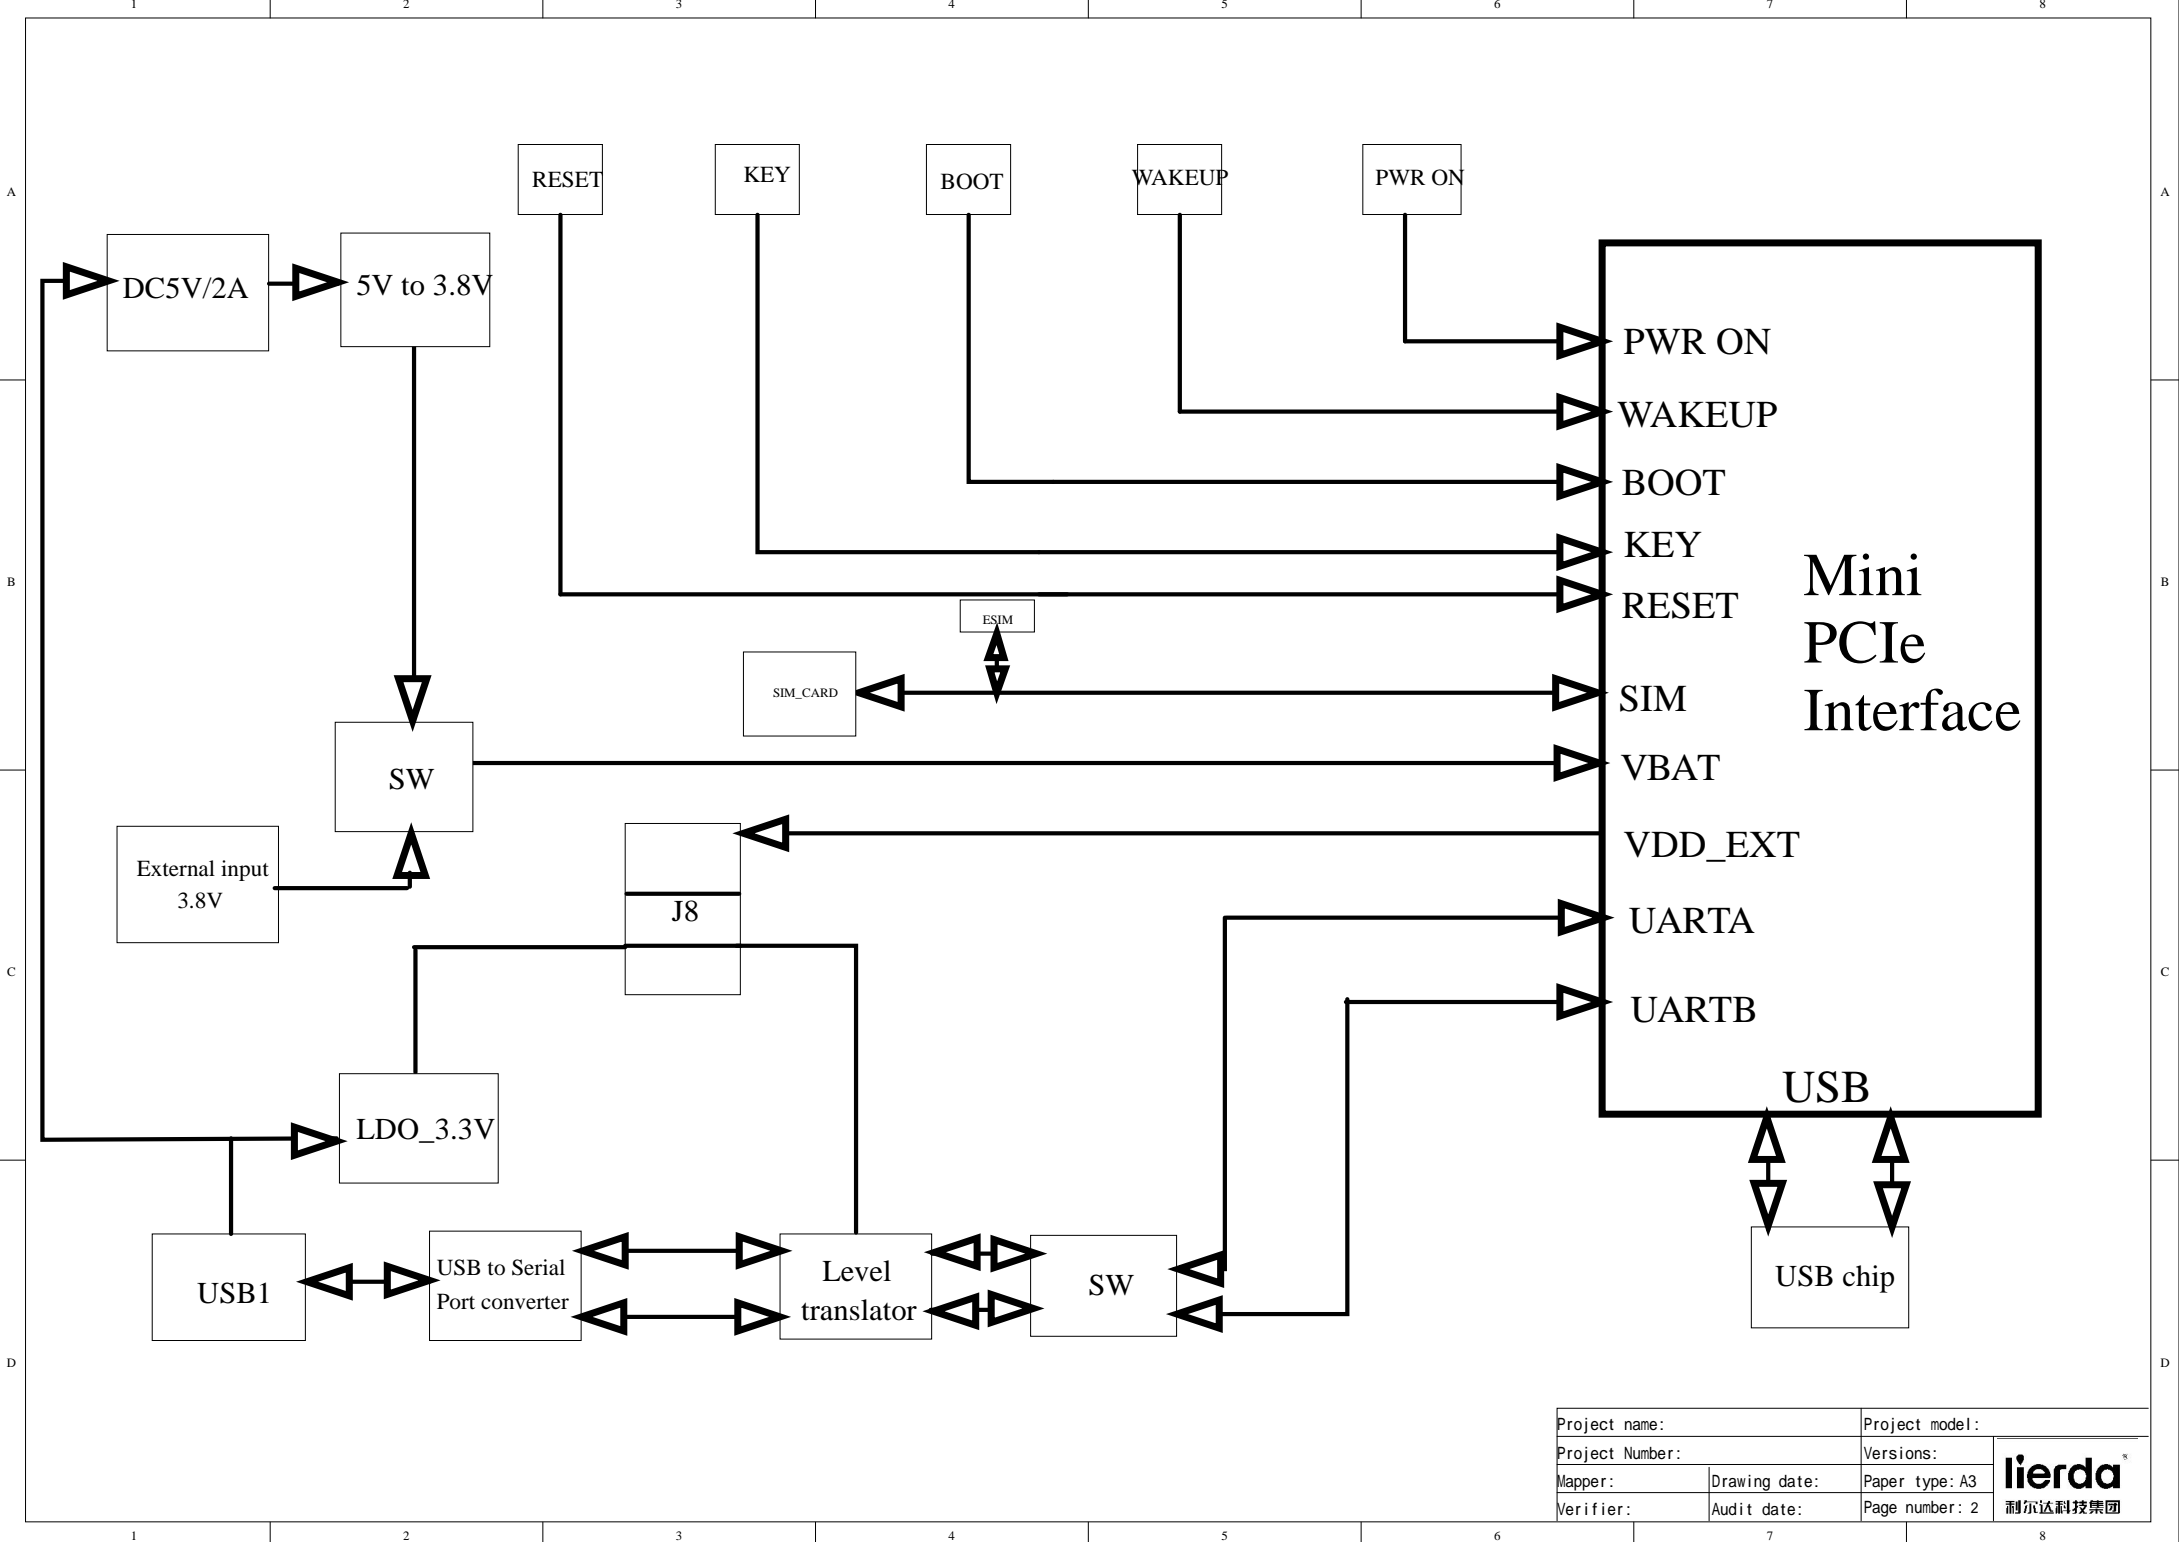 1 2 3 4 5 6 7 8
A A
RESET KEY BOOT WAKEUP PWR ON
DC5V/2A 5V to 3.8V
PWR ON
WAKEUP
BOOT
KEY
B B
RESET
Mini
PCIe
Interface
ESIM
SIM_CARD
SIM
SW
VBAT
VDD_EXT
External input
3.8V
J8
UARTA
C C
UARTB
USB
LDO_3.3V
USB1
USB to Serial
Port converter
Level
translator
SW
USB chip
D D
Project name: Project model:
Project Number: Versions:
Mapper: Drawing date: Paper type: A3
Verifier: Audit date: Page number: 2
lierda®
利尔达科技集团
1 2 3 4 5 6 7 8